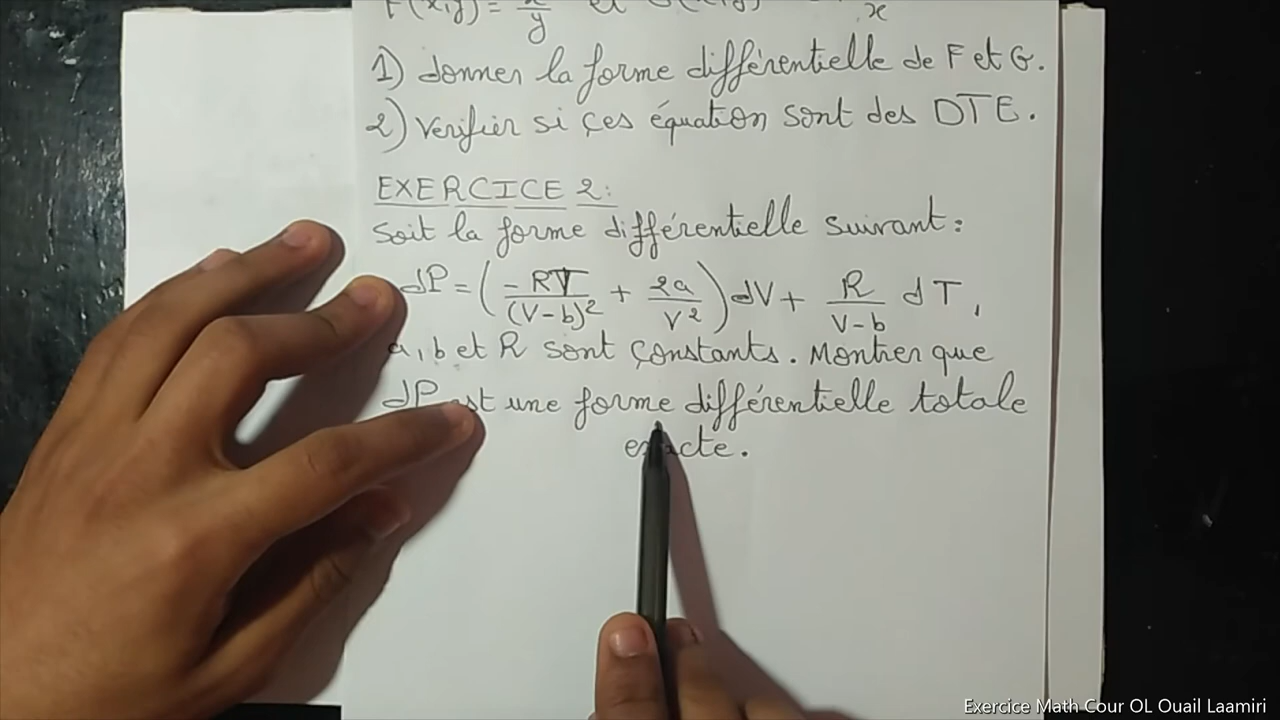 F(x,y) = x/y et
x
1) donner la forme différentielle de F et G.
2) Verifier si ces équation sont des DTE.
EXERCICE 2:
soit la forme différentielle suivant:
dP = (-RT/(V-b)² + 2a/V²) dV + R/(V-b) dT,
a, b et R sont constants. Montrer que
dP est une forme différentielle totale
exacte.
Exercice Math Cour OL Ouail Laamiri